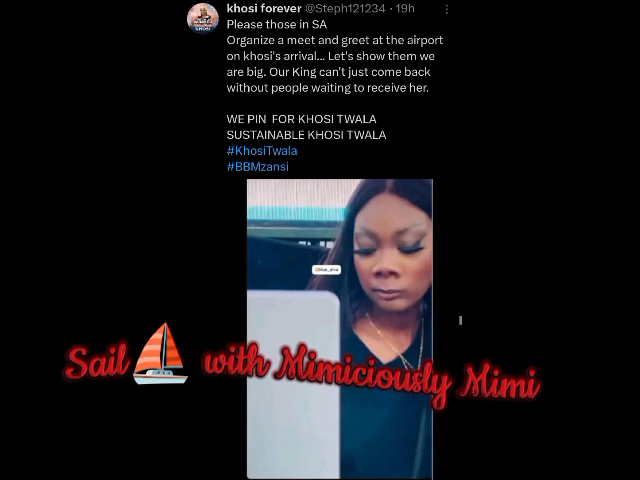 khosi forever @Steph121234 · 19h
Please those in SA
Organize a meet and greet at the airport
on khosi's arrival... Let's show them we
are big. Our King can't just come back
without people waiting to receive her.
WE PIN FOR KHOSI TWALA
SUSTAINABLE KHOSI TWALA
#KhosiTwala
#BBMzansi
Sail with Mimiciously Mimi